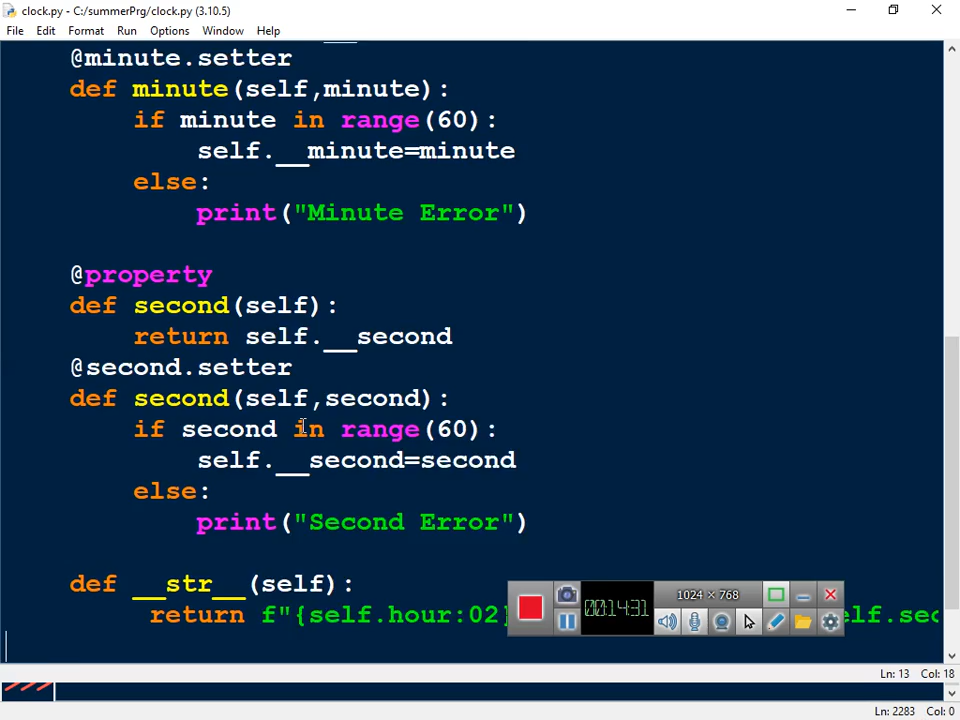 clock.py - C:/summerPrg/clock.py (3.10.5)
File Edit Format Run Options Window Help
@minute.setter
def minute(self,minute):
if minute in range(60):
self.__minute=minute
else:
print("Minute Error")
@property
def second(self):
return self.__second
@second.setter
def second(self,second):
if second in range(60):
self.__second=second
else:
print("Second Error")
def __str__(self):
return f"{self.hour:02}
00:14:31
1024 × 768
Ln: 13 Col: 18
Ln: 2283 Col: 0